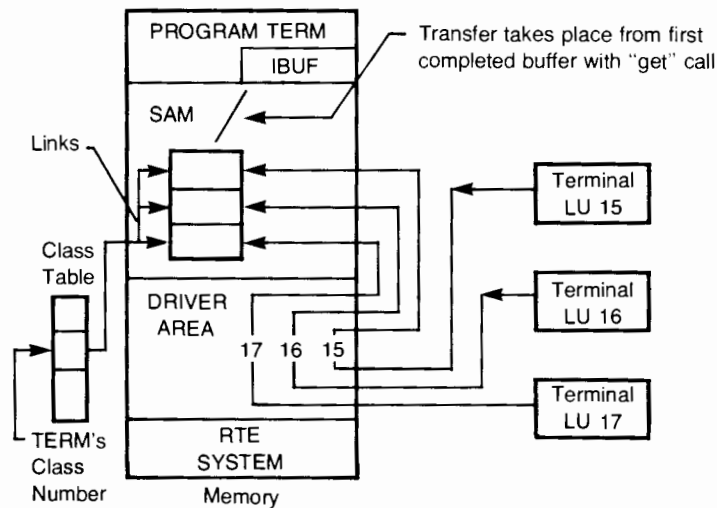 PROGRAM TERM
IBUF
Transfer takes place from first
completed buffer with "get" call
SAM
Links
Class
Table
Terminal
LU 15
DRIVER
AREA
Terminal
LU 16
17 16 15
Terminal
LU 17
TERM's
Class
Number
RTE
SYSTEM
Memory